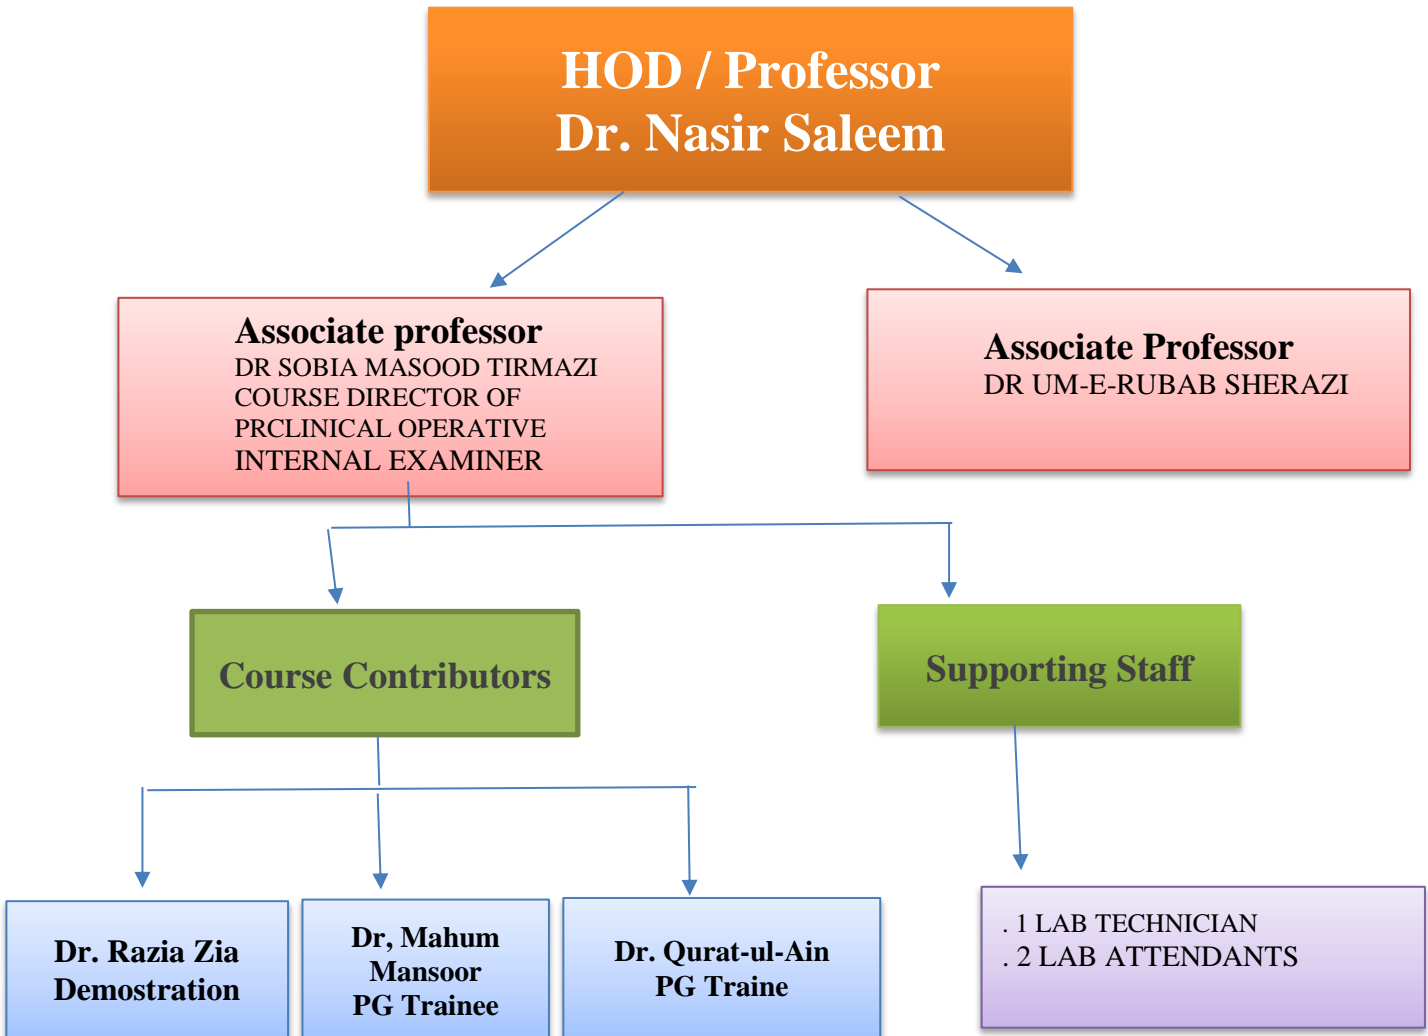 HOD / Professor
Dr. Nasir Saleem
Associate professor
DR SOBIA MASOOD TIRMAZI
COURSE DIRECTOR OF
PRCLINICAL OPERATIVE
INTERNAL EXAMINER
Associate Professor
DR UM-E-RUBAB SHERAZI
Course Contributors
Supporting Staff
Dr. Razia Zia
Demostration
Dr, Mahum
Mansoor
PG Trainee
Dr. Qurat-ul-Ain
PG Traine
. 1 LAB TECHNICIAN
. 2 LAB ATTENDANTS